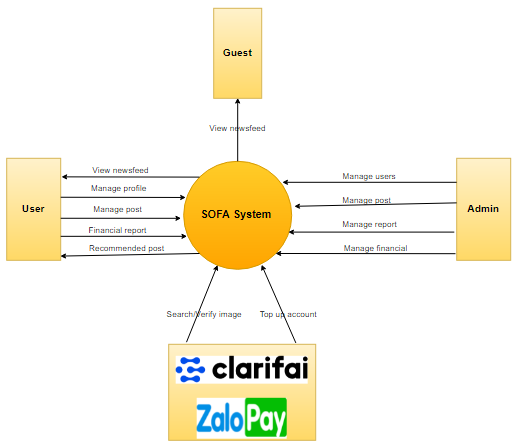 Guest
View newsfeed
View newsfeed
Manage profile
User
Manage post
Financial report
Recommended post
SOFA System
Manage users
Manage post
Admin
Manage report
Manage financial
Search/Verify image
Top up account
clarifai
ZaloPay